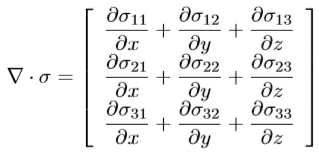 ∇ · σ = [ ∂σ₁₁/∂x + ∂σ₁₂/∂y + ∂σ₁₃/∂z
∂σ₂₁/∂x + ∂σ₂₂/∂y + ∂σ₂₃/∂z
∂σ₃₁/∂x + ∂σ₃₂/∂y + ∂σ₃₃/∂z ]